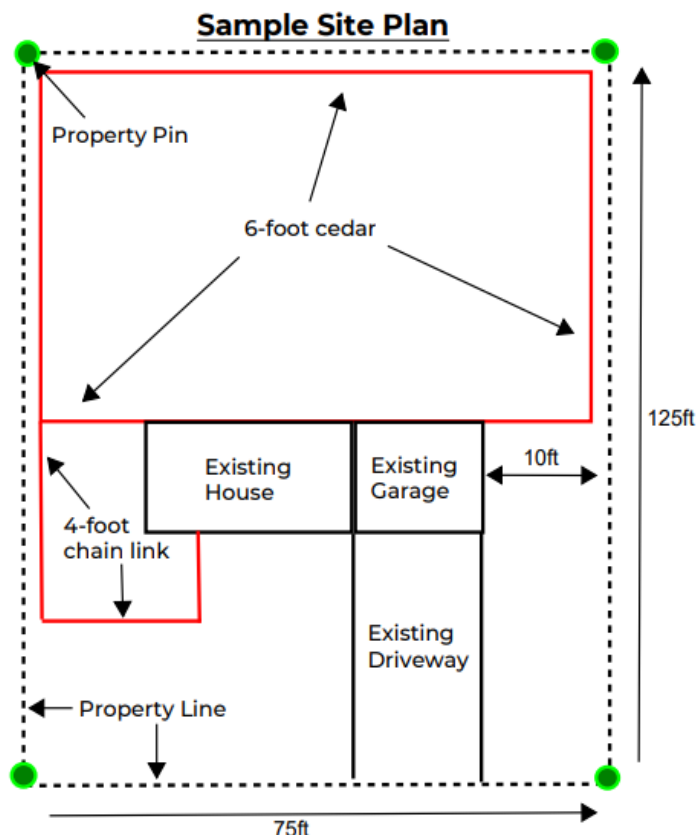 Sample Site Plan
Property Pin
6-foot cedar
125ft
10ft
Existing
House
Existing
Garage
4-foot
chain link
Existing
Driveway
Property Line
75ft